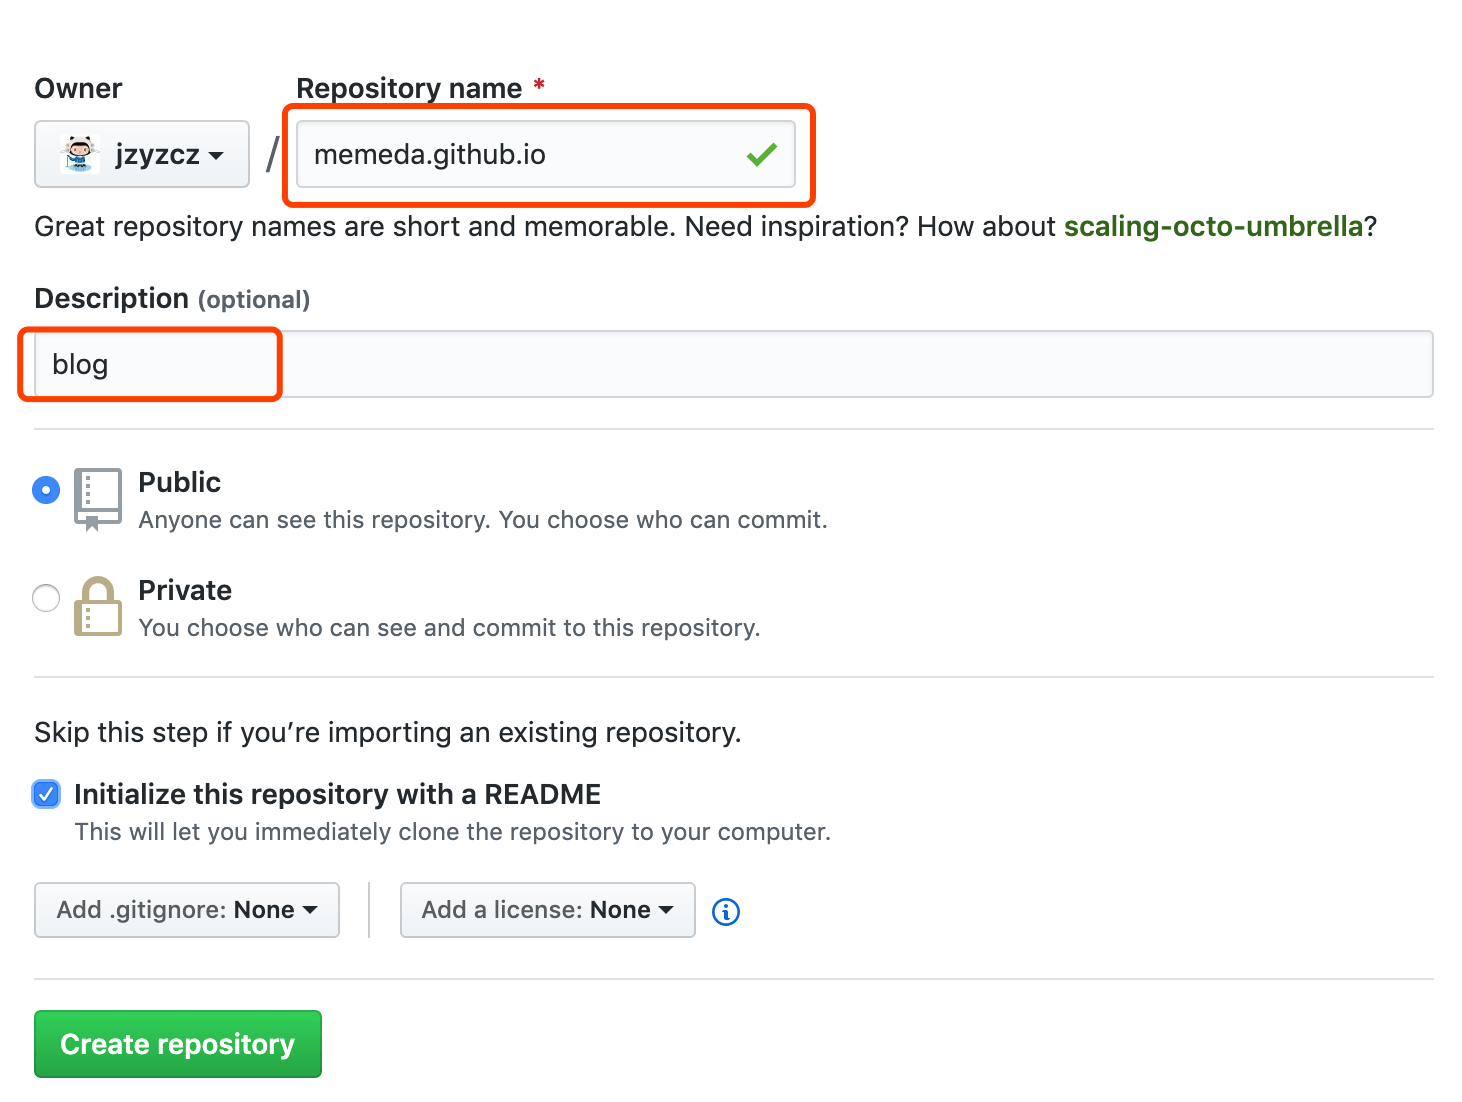 Owner
Repository name *
jzyzcz / memeda.github.io
Great repository names are short and memorable. Need inspiration? How about scaling-octo-umbrella?
Description (optional)
blog
Public
Anyone can see this repository. You choose who can commit.
Private
You choose who can see and commit to this repository.
Skip this step if you’re importing an existing repository.
Initialize this repository with a README
This will let you immediately clone the repository to your computer.
Add .gitignore: None
Add a license: None
Create repository